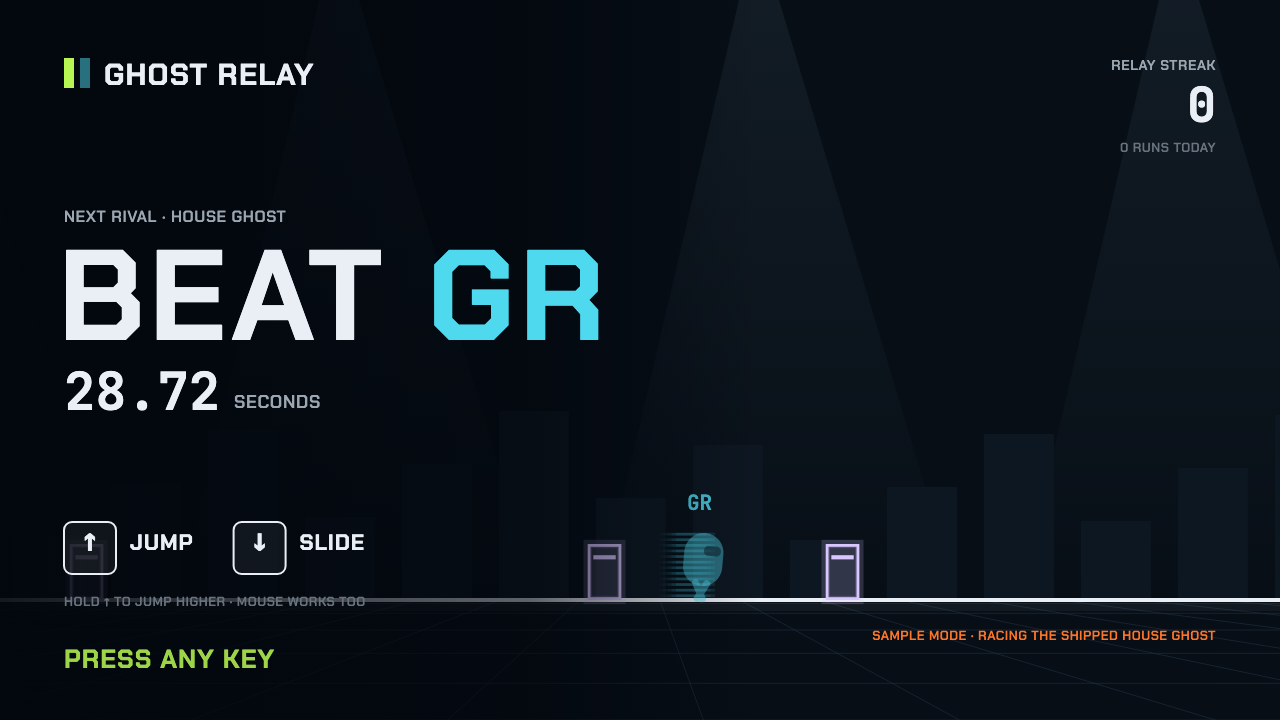 GHOST RELAY
RELAY STREAK
0
0 RUNS TODAY
NEXT RIVAL · HOUSE GHOST
BEAT GR
28.72 SECONDS
GR
↑ JUMP ↓ SLIDE
HOLD ↑ TO JUMP HIGHER · MOUSE WORKS TOO
SAMPLE MODE · RACING THE SHIPPED HOUSE GHOST
PRESS ANY KEY